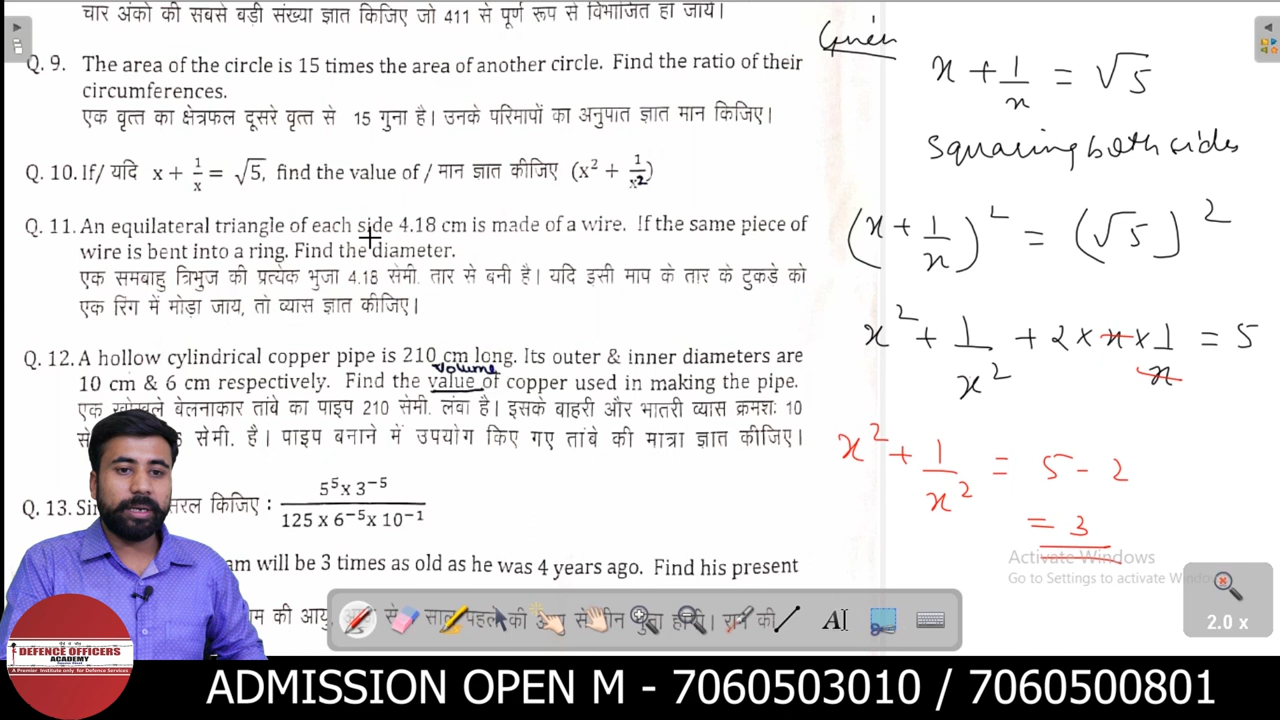 चार अंको की सबसे बड़ी संख्या ज्ञात किजिए जो 411 से पूर्ण रूप से विभाजित हो जाये।
Q. 9. The area of the circle is 15 times the area of another circle. Find the ratio of their
circumferences.
एक वृत्त का क्षेत्रफल दूसरे वृत्त से 15 गुना है। उनके परिमापों का अनुपात ज्ञात मान किजिए।
Q. 10. If/ यदि x + 1/x = √5, find the value of / मान ज्ञात कीजिए (x² + 1/x2)
Q. 11. An equilateral triangle of each side 4.18 cm is made of a wire. If the same piece of
wire is bent into a ring. Find the diameter.
एक समबाहु त्रिभुज की प्रत्येक भुजा 4.18 सेमी. तार से बनी है। यदि इसी माप के तार के टुकडे को
एक रिंग में मोड़ा जाय, तो व्यास ज्ञात कीजिए।
Q. 12. A hollow cylindrical copper pipe is 210 cm long. Its outer & inner diameters are
volume
10 cm & 6 cm respectively. Find the value of copper used in making the pipe.
एक खोखले बेलनाकार तांबे का पाइप 210 सेमी. लंवा है। इसके बाहरी और भातरी व्यास क्रमशः 10
सेमी. है। पाइप बनाने में उपयोग किए गए तांबे की मात्रा ज्ञात कीजिए।
Q. 13. सरल किजिए : 5⁵x 3⁻⁵ / 125 x 6⁻⁵x 10⁻¹
am will be 3 times as old as he was 4 years ago. Find his present
की
Given
x + 1/x = √5
Squaring both sides
(x + 1/x)² = (√5)²
x² + 1/x² + 2 × x × 1/x = 5
x² + 1/x² = 5 - 2
= 3
Activate Windows
Go to Settings to activate Windows
2.0 x
DEFENCE OFFICERS
ACADEMY
A Premier Institute only for Defence Services
ADMISSION OPEN M - 7060503010 / 7060500801